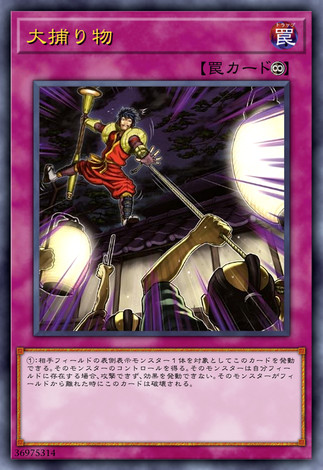 大捕り物
トラップ
罠
【罠カード】
①:相手フィールドの表側表示モンスター1体を対象としてこのカードを発動
できる。そのモンスターのコントロールを得る。そのモンスターは自分フィー
ルドに存在する場合、攻撃できず、効果を発動できない。そのモンスターがフィ
ールドから離れた時にこのカードは破壊される。
36975314